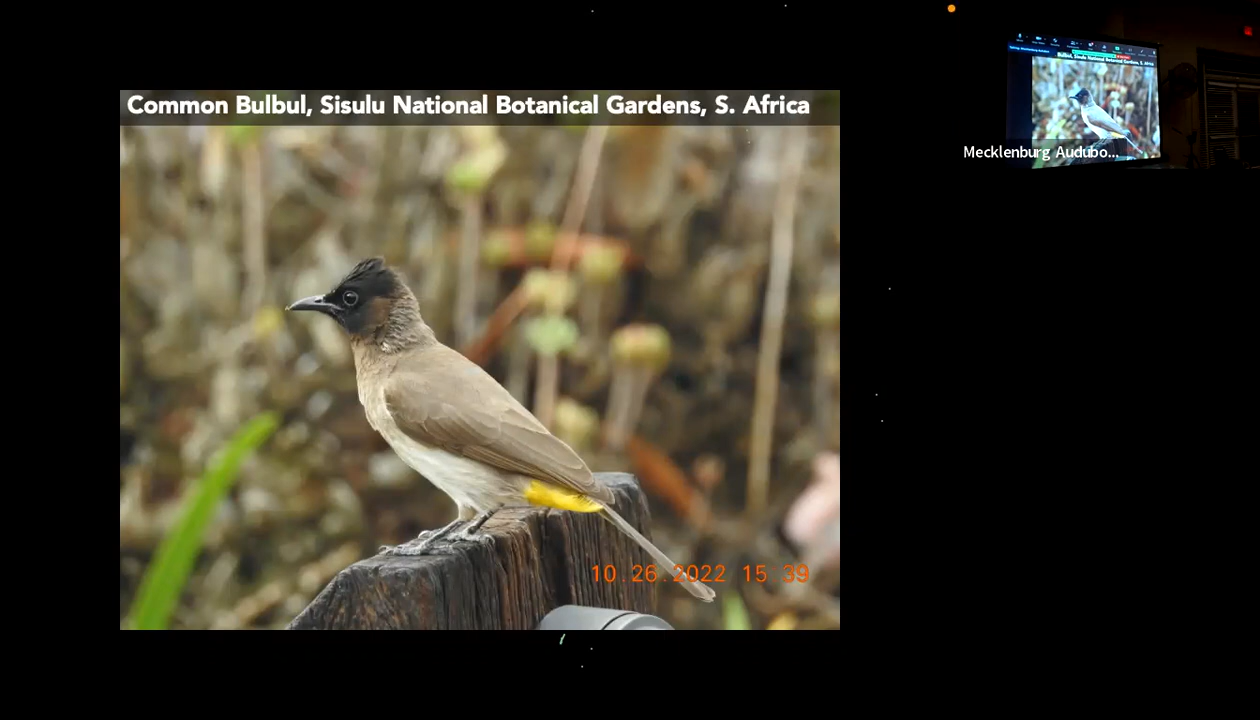 Common Bulbul, Sisulu National Botanical Gardens, S. Africa
Mecklenburg Audubo...
10.26.2022 15 39